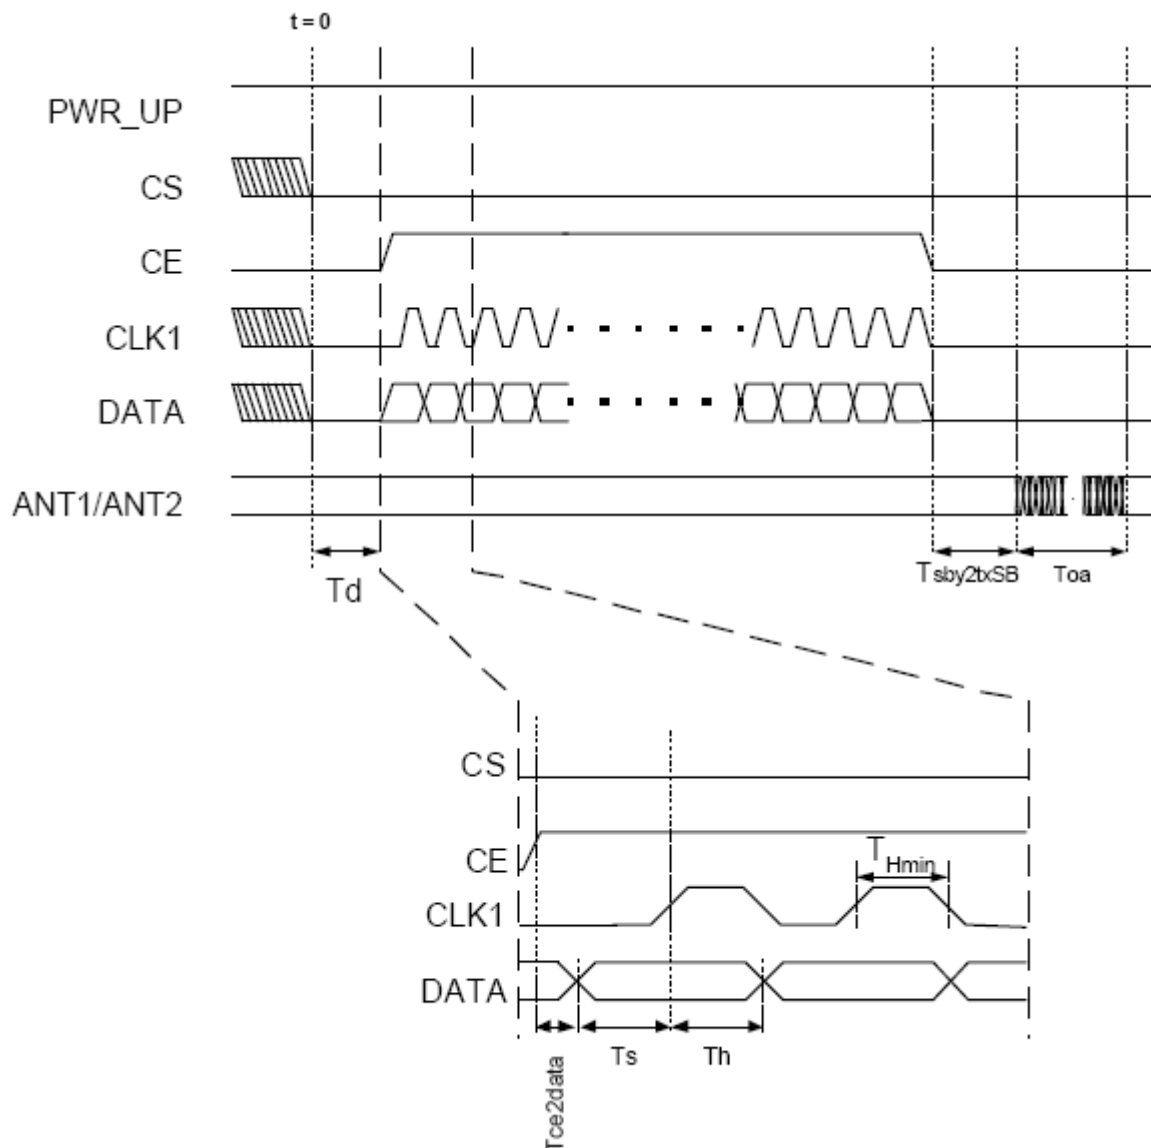 t = 0
PWR_UP
CS
CE
CLK1
DATA
ANT1/ANT2
Td
Tsby2txSB
Toa
CS
CE
THmin
CLK1
DATA
Tce2data
Ts
Th